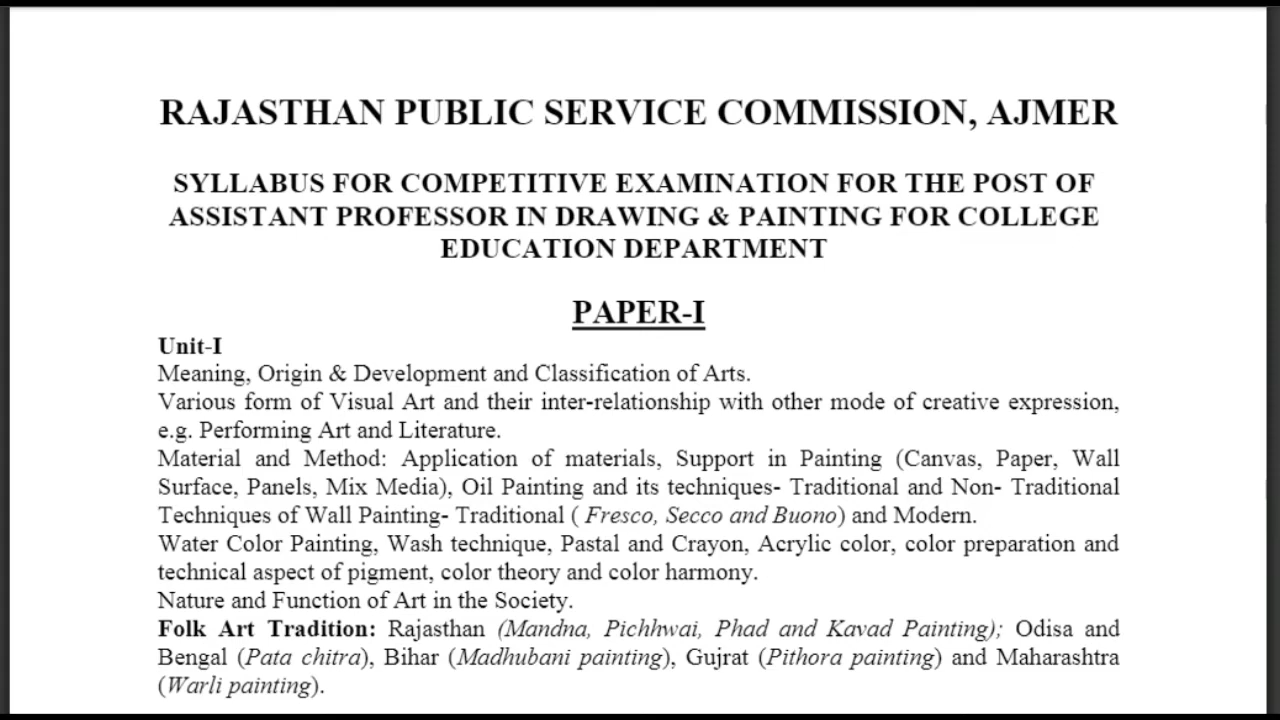 RAJASTHAN PUBLIC SERVICE COMMISSION, AJMER
SYLLABUS FOR COMPETITIVE EXAMINATION FOR THE POST OF
ASSISTANT PROFESSOR IN DRAWING & PAINTING FOR COLLEGE
EDUCATION DEPARTMENT
PAPER-I
Unit-I
Meaning, Origin & Development and Classification of Arts.
Various form of Visual Art and their inter-relationship with other mode of creative expression,
e.g. Performing Art and Literature.
Material and Method: Application of materials, Support in Painting (Canvas, Paper, Wall
Surface, Panels, Mix Media), Oil Painting and its techniques- Traditional and Non- Traditional
Techniques of Wall Painting- Traditional ( Fresco, Secco and Buono) and Modern.
Water Color Painting, Wash technique, Pastal and Crayon, Acrylic color, color preparation and
technical aspect of pigment, color theory and color harmony.
Nature and Function of Art in the Society.
Folk Art Tradition: Rajasthan (Mandna, Pichhwai, Phad and Kavad Painting); Odisa and
Bengal (Pata chitra), Bihar (Madhubani painting), Gujrat (Pithora painting) and Maharashtra
(Warli painting).